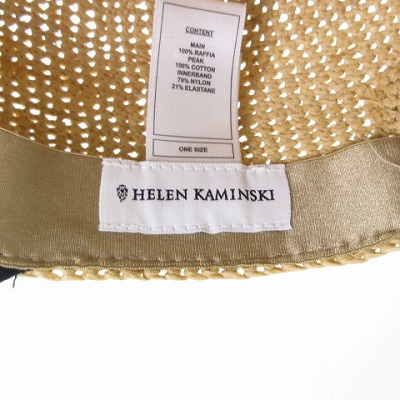 CONTENT
MAIN
100% RAFFIA
PEAK
100% COTTON
INNERBAND
79% NYLON
21% ELASTANE
ONE SIZE
HELEN KAMINSKI